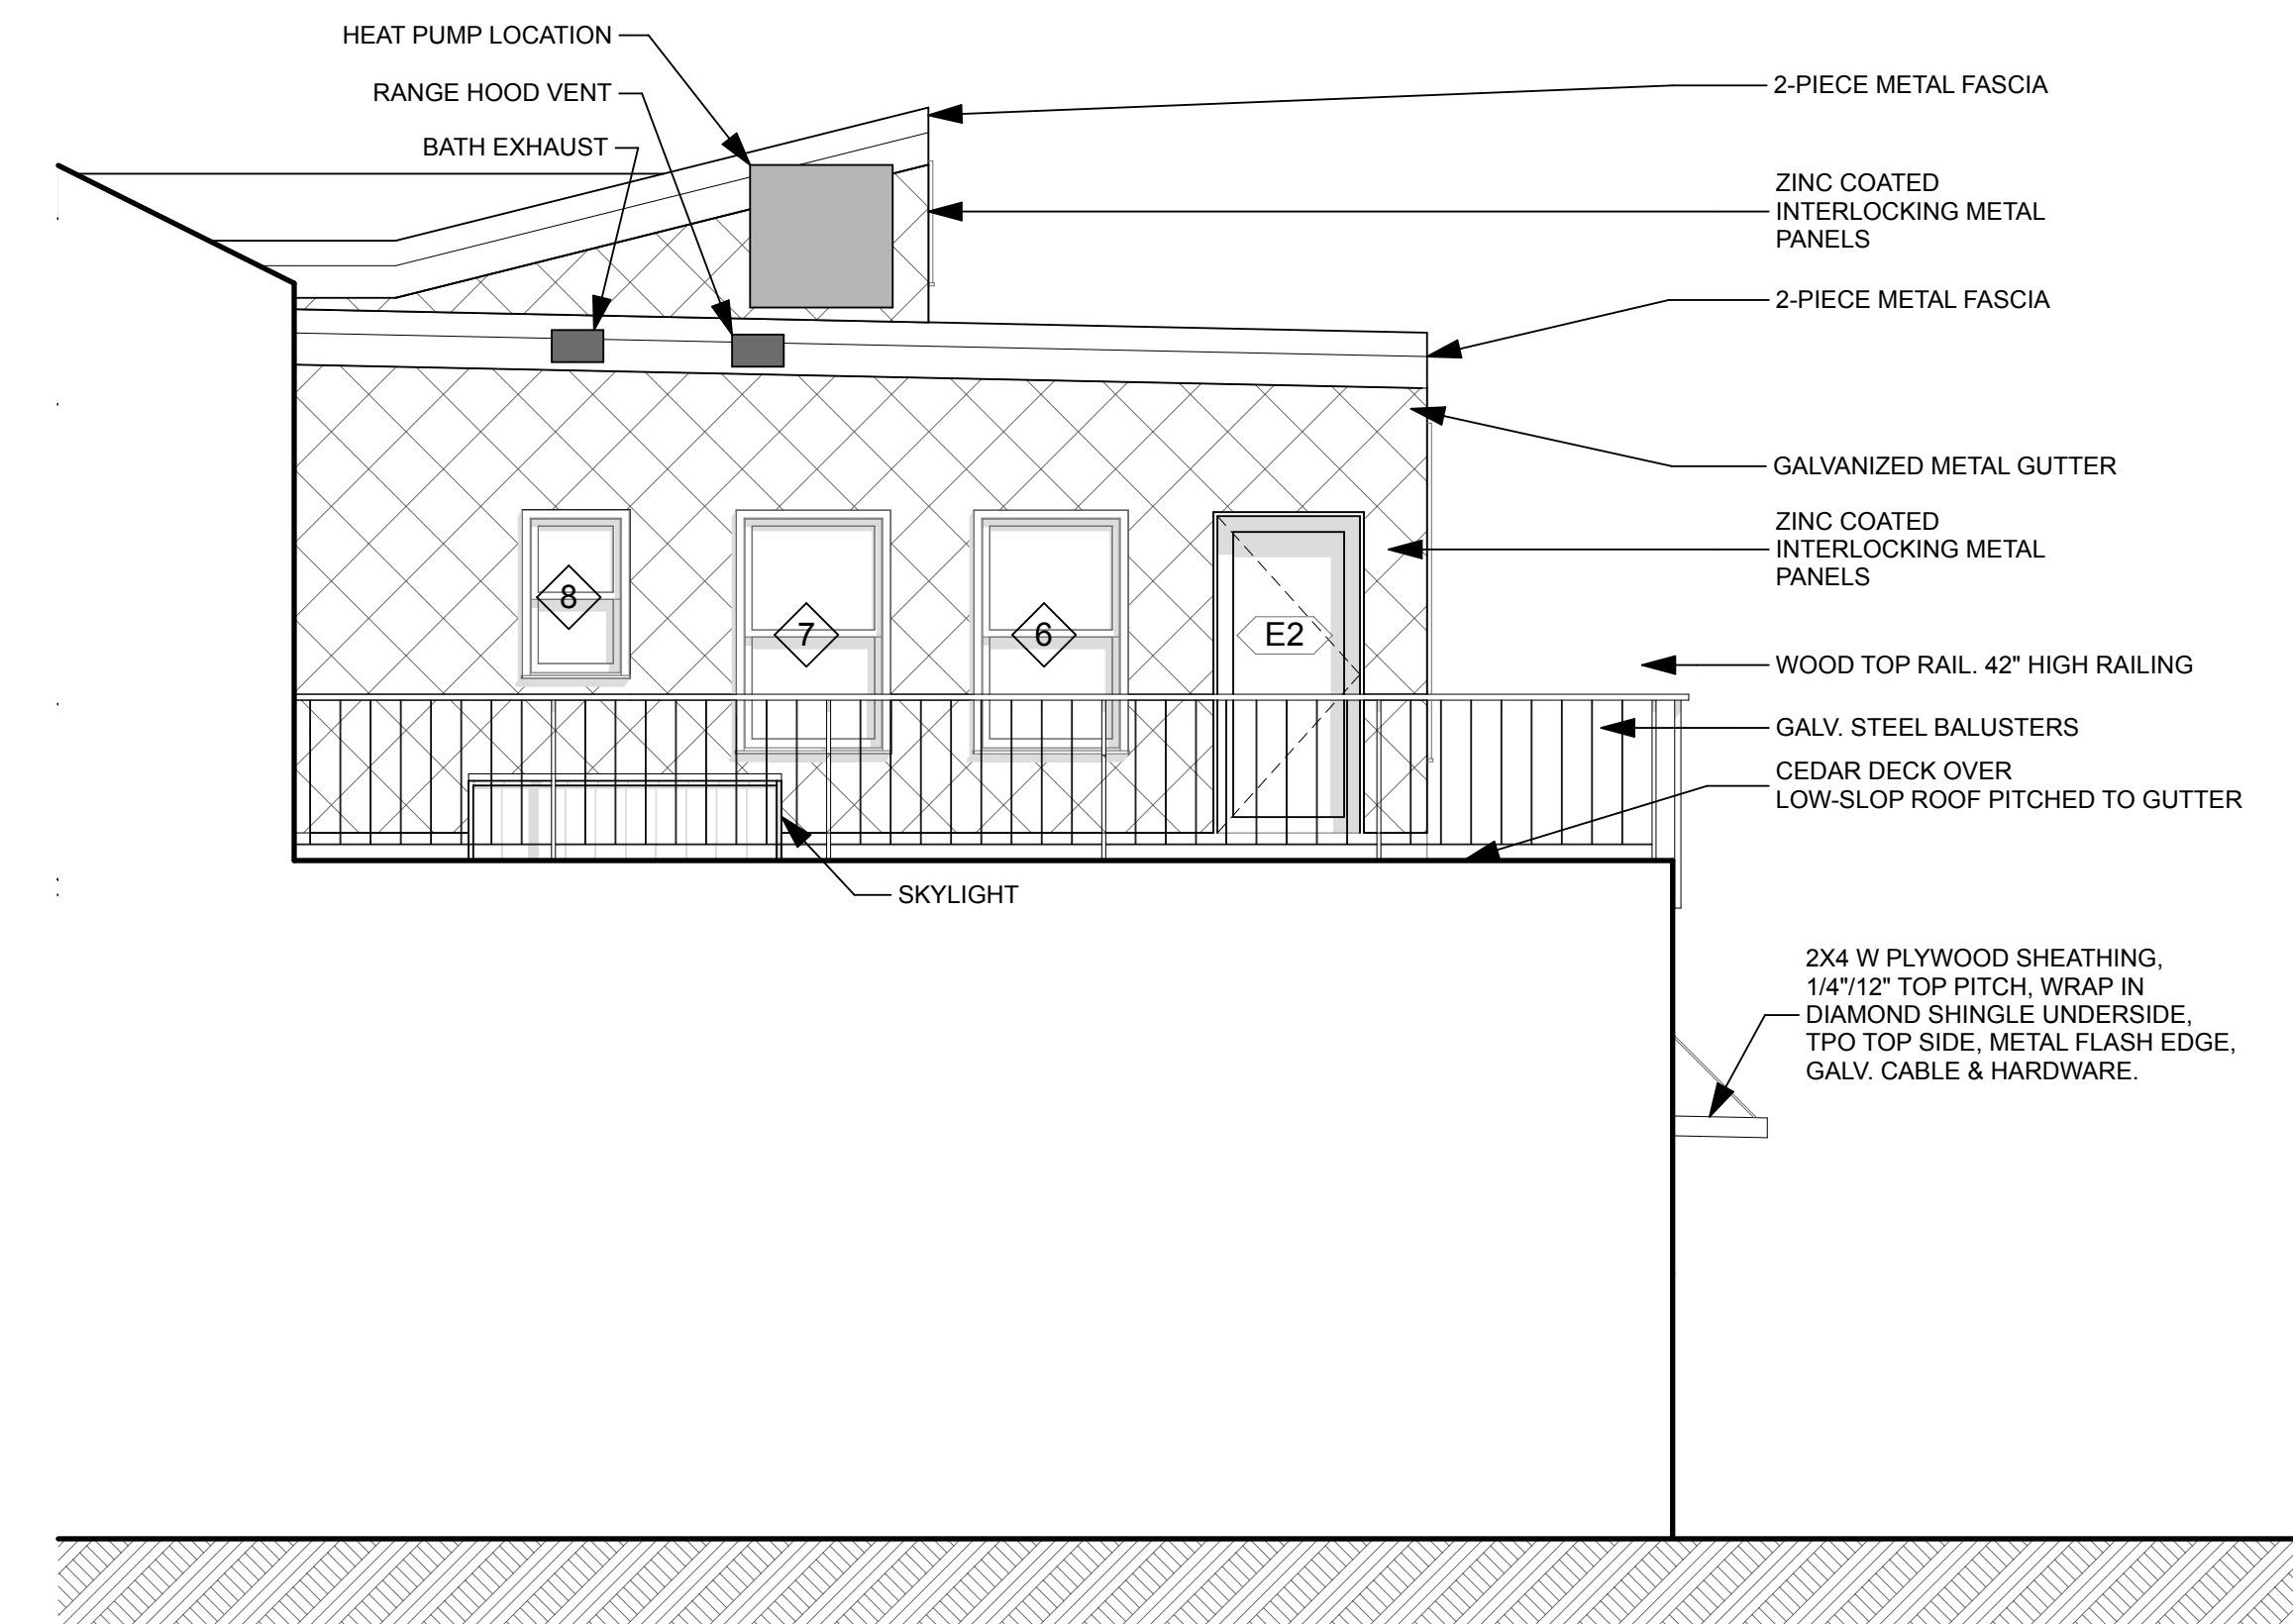 HEAT PUMP LOCATION
RANGE HOOD VENT
BATH EXHAUST
2-PIECE METAL FASCIA
ZINC COATED
INTERLOCKING METAL
PANELS
2-PIECE METAL FASCIA
GALVANIZED METAL GUTTER
ZINC COATED
INTERLOCKING METAL
PANELS
8
7
6
E2
WOOD TOP RAIL. 42" HIGH RAILING
GALV. STEEL BALUSTERS
CEDAR DECK OVER
LOW-SLOP ROOF PITCHED TO GUTTER
SKYLIGHT
2X4 W PLYWOOD SHEATHING,
1/4"/12" TOP PITCH, WRAP IN
DIAMOND SHINGLE UNDERSIDE,
TPO TOP SIDE, METAL FLASH EDGE,
GALV. CABLE & HARDWARE.